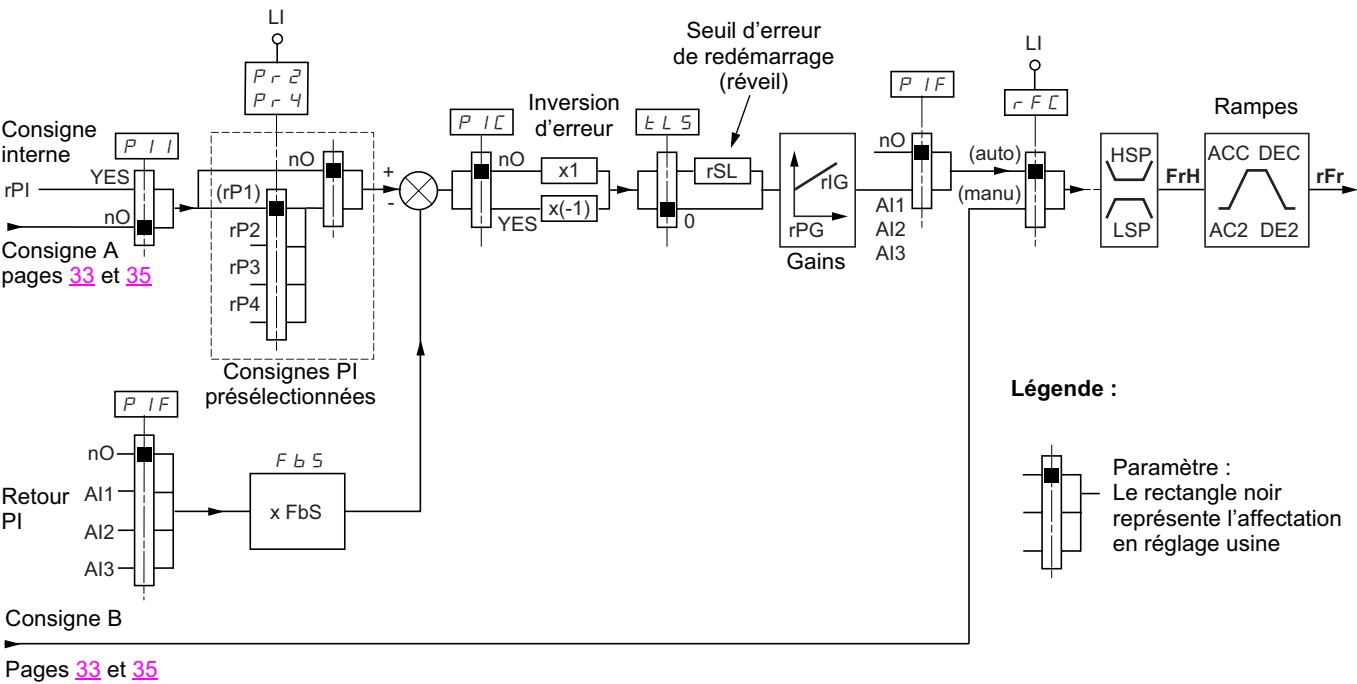 LI
Pr2
Pr4
Consigne
interne
PII
rPI
YES
nO
Consigne A
pages 33 et 35
(rP1)
rP2
rP3
rP4
nO
Consignes PI
présélectionnées
+
-
PIC
nO
YES
Inversion
d'erreur
x1
x(-1)
tLS
0
Seuil d'erreur
de redémarrage
(réveil)
rSL
rIG
rPG
Gains
PIF
nO
AI1
AI2
AI3
(auto)
(manu)
LI
rFC
HSP
LSP
FrH
Rampes
ACC DEC
AC2 DE2
rFr
PIF
Retour
PI
nO
AI1
AI2
AI3
FbS
x FbS
Légende :
Paramètre :
Le rectangle noir
représente l'affectation
en réglage usine
Consigne B
Pages 33 et 35